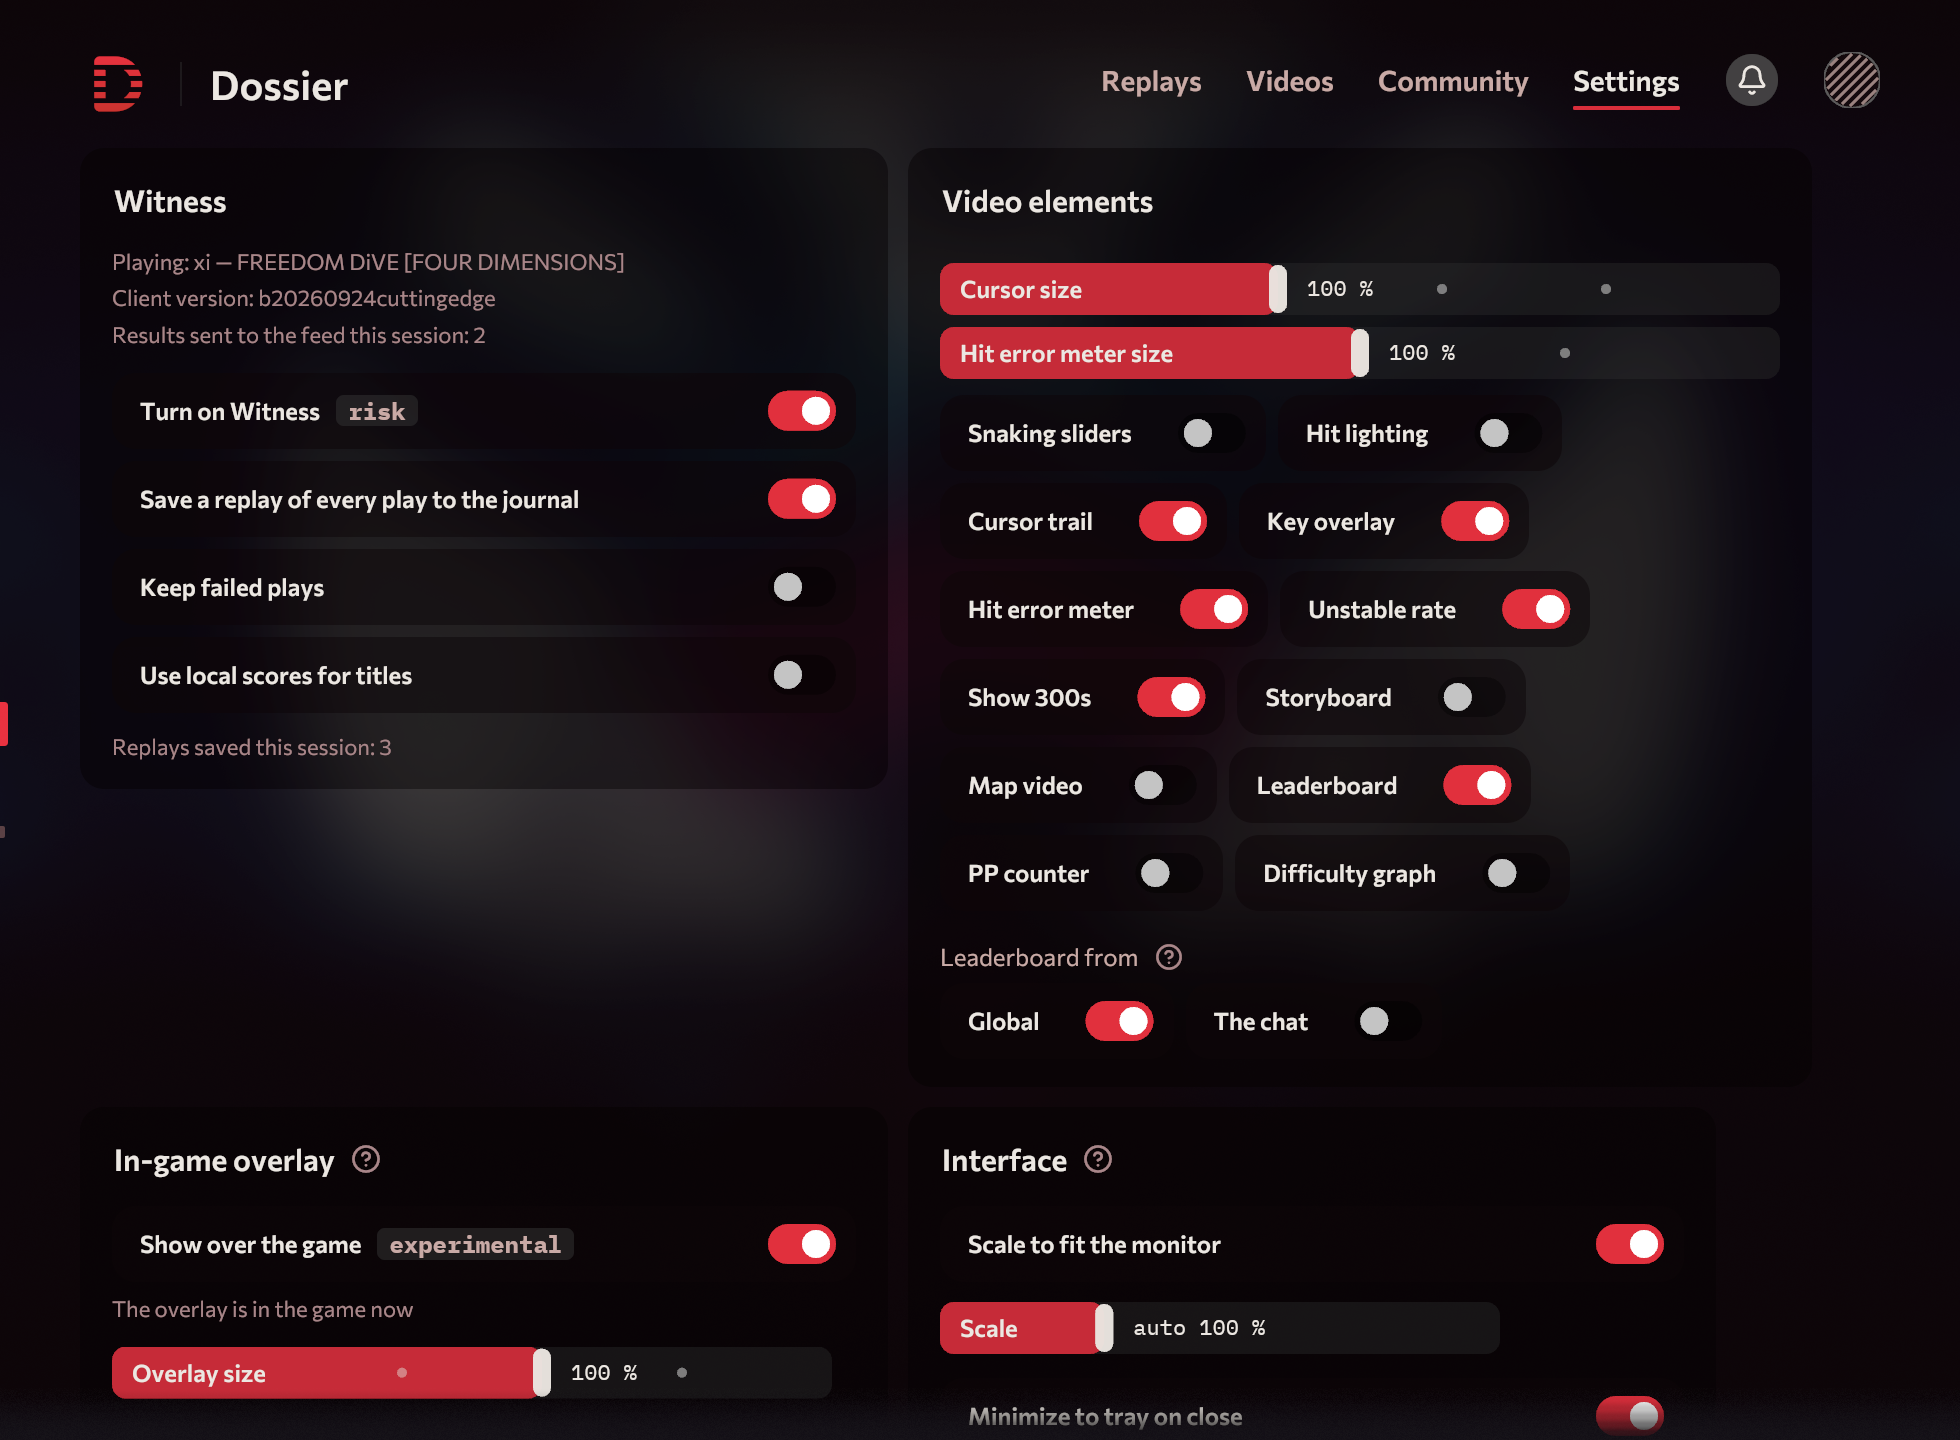 Dossier
Replays
Videos
Community
Settings
Witness
Playing: xi — FREEDOM DiVE [FOUR DIMENSIONS]
Client version: b20260924cuttingedge
Results sent to the feed this session: 2
Turn on Witness risk
Save a replay of every play to the journal
Keep failed plays
Use local scores for titles
Replays saved this session: 3
Video elements
Cursor size 100 %
Hit error meter size 100 %
Snaking sliders
Hit lighting
Cursor trail
Key overlay
Hit error meter
Unstable rate
Show 300s
Storyboard
Map video
Leaderboard
PP counter
Difficulty graph
Leaderboard from ?
Global
The chat
In-game overlay ?
Show over the game experimental
The overlay is in the game now
Overlay size 100 %
Interface ?
Scale to fit the monitor
Scale auto 100 %
Minimize to tray on close